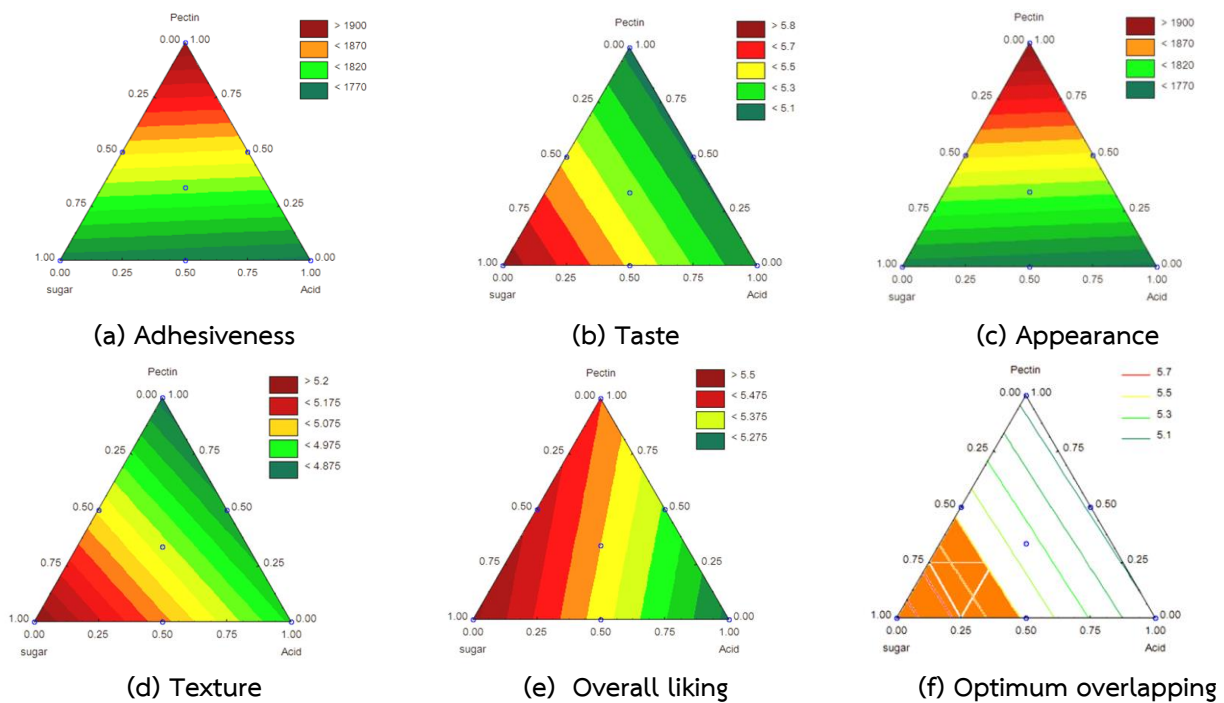 Pectin
0.00 1.00
0.25 0.75
0.50 0.50
0.75 0.25
1.00 0.00
0.00 0.25 0.50 0.75 1.00
sugar Acid
> 1900
< 1870
< 1820
< 1770
(a) Adhesiveness
Pectin
0.00 1.00
0.25 0.75
0.50 0.50
0.75 0.25
1.00 0.00
0.00 0.25 0.50 0.75 1.00
sugar Acid
> 5.8
< 5.7
< 5.5
< 5.3
< 5.1
(b) Taste
Pectin
0.00 1.00
0.25 0.75
0.50 0.50
0.75 0.25
1.00 0.00
0.00 0.25 0.50 0.75 1.00
sugar Acid
> 1900
< 1870
< 1820
< 1770
(c) Appearance
Pectin
0.00 1.00
0.25 0.75
0.50 0.50
0.75 0.25
1.00 0.00
0.00 0.25 0.50 0.75 1.00
sugar Acid
> 5.2
< 5.175
< 5.075
< 4.975
< 4.875
(d) Texture
Pectin
0.00 1.00
0.25 0.75
0.50 0.50
0.75 0.25
1.00 0.00
0.00 0.25 0.50 0.75 1.00
sugar Acid
> 5.5
< 5.475
< 5.375
< 5.275
(e) Overall liking
Pectin
0.00 1.00
0.25 0.75
0.50 0.50
0.75 0.25
1.00 0.00
0.00 0.25 0.50 0.75 1.00
sugar Acid
5.7
5.5
5.3
5.1
(f) Optimum overlapping